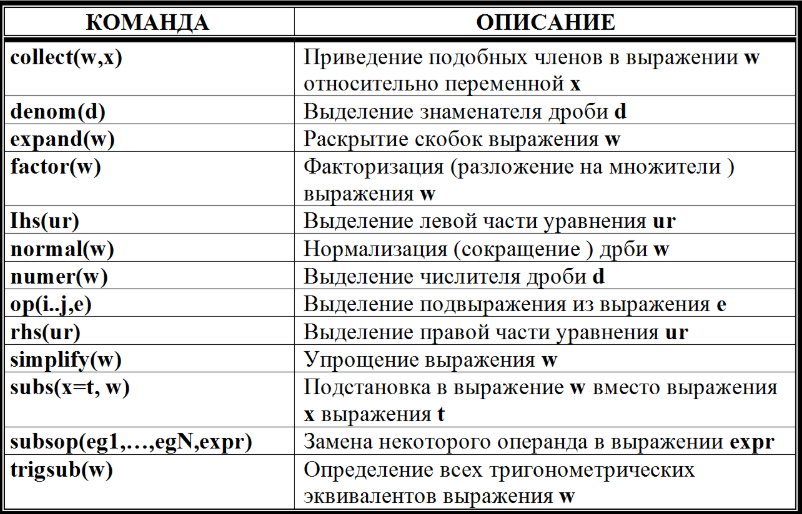 КОМАНДА ОПИСАНИЕ
collect(w,x) Приведение подобных членов в выражении w
относительно переменной x
denom(d) Выделение знаменателя дроби d
expand(w) Раскрытие скобок выражения w
factor(w) Факторизация (разложение на множители )
выражения w
Ihs(ur) Выделение левой части уравнения ur
normal(w) Нормализация (сокращение ) дрби w
numer(w) Выделение числителя дроби d
op(i..j,e) Выделение подвыражения из выражения e
rhs(ur) Выделение правой части уравнения ur
simplify(w) Упрощение выражения w
subs(x=t, w) Подстановка в выражение w вместо выражения
x выражения t
subsop(eg1,…,egN,expr) Замена некоторого операнда в выражении expr
trigsub(w) Определение всех тригонометрических
эквивалентов выражения w